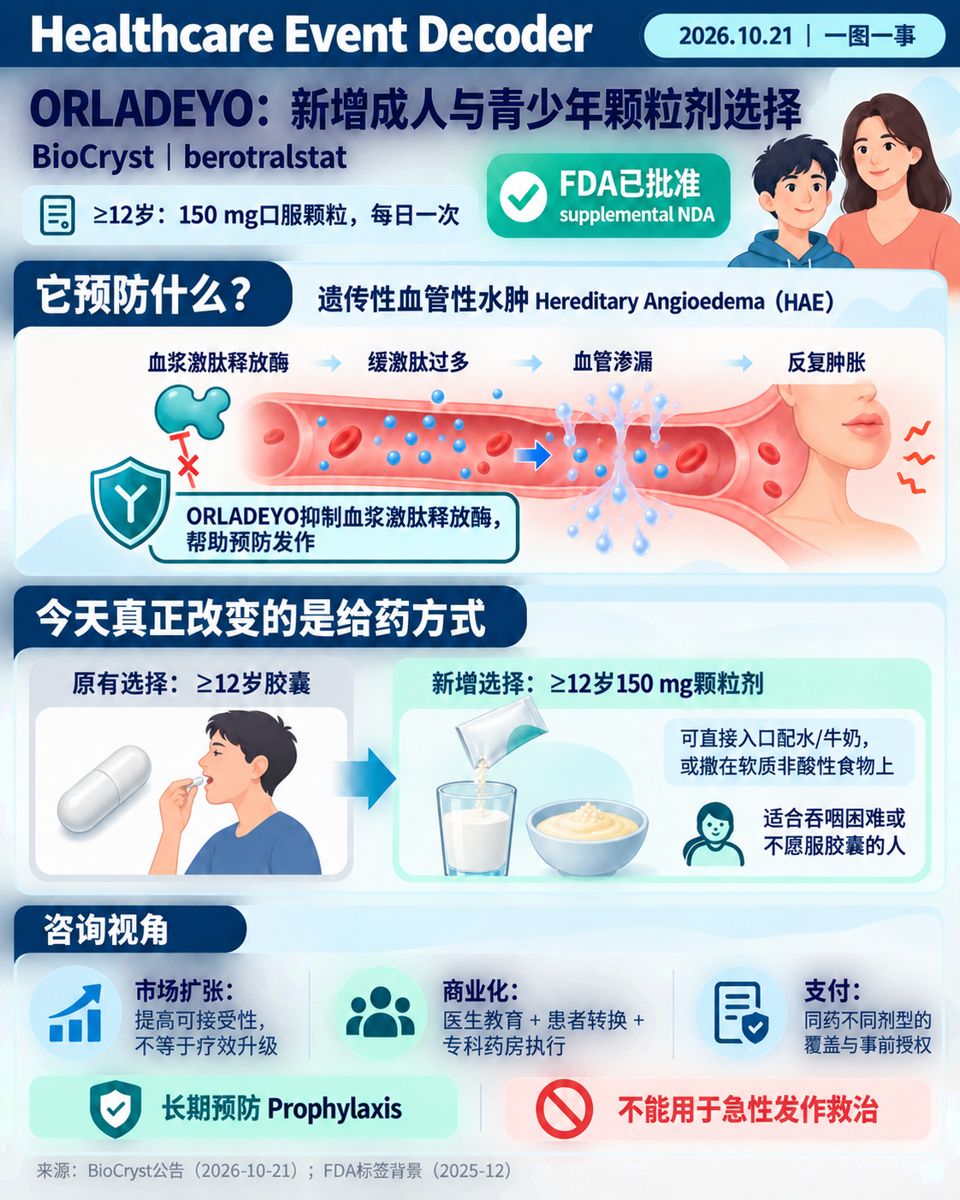 Healthcare Event Decoder
2026.10.21 | 一图一事
ORLADEYO：新增成人与青少年颗粒剂选择
BioCryst | berotralstat
≥12岁：150 mg口服颗粒，每日一次
FDA已批准
supplemental NDA
它预防什么？
遗传性血管性水肿 Hereditary Angioedema（HAE）
血浆激肽释放酶
缓激肽过多
血管渗漏
反复肿胀
ORLADEYO抑制血浆激肽释放酶，
帮助预防发作
今天真正改变的是给药方式
原有选择：≥12岁胶囊
新增选择：≥12岁150 mg颗粒剂
可直接入口配水/牛奶，
或撒在软质非酸性食物上
适合吞咽困难或
不愿服胶囊的人
咨询视角
市场扩张：
提高可接受性，
不等于疗效升级
商业化：
医生教育 + 患者转换 +
专科药房执行
支付：
同药不同剂型的
覆盖与事前授权
长期预防 Prophylaxis
不能用于急性发作救治
来源：BioCryst公告（2026-10-21）；FDA标签背景（2025-12）